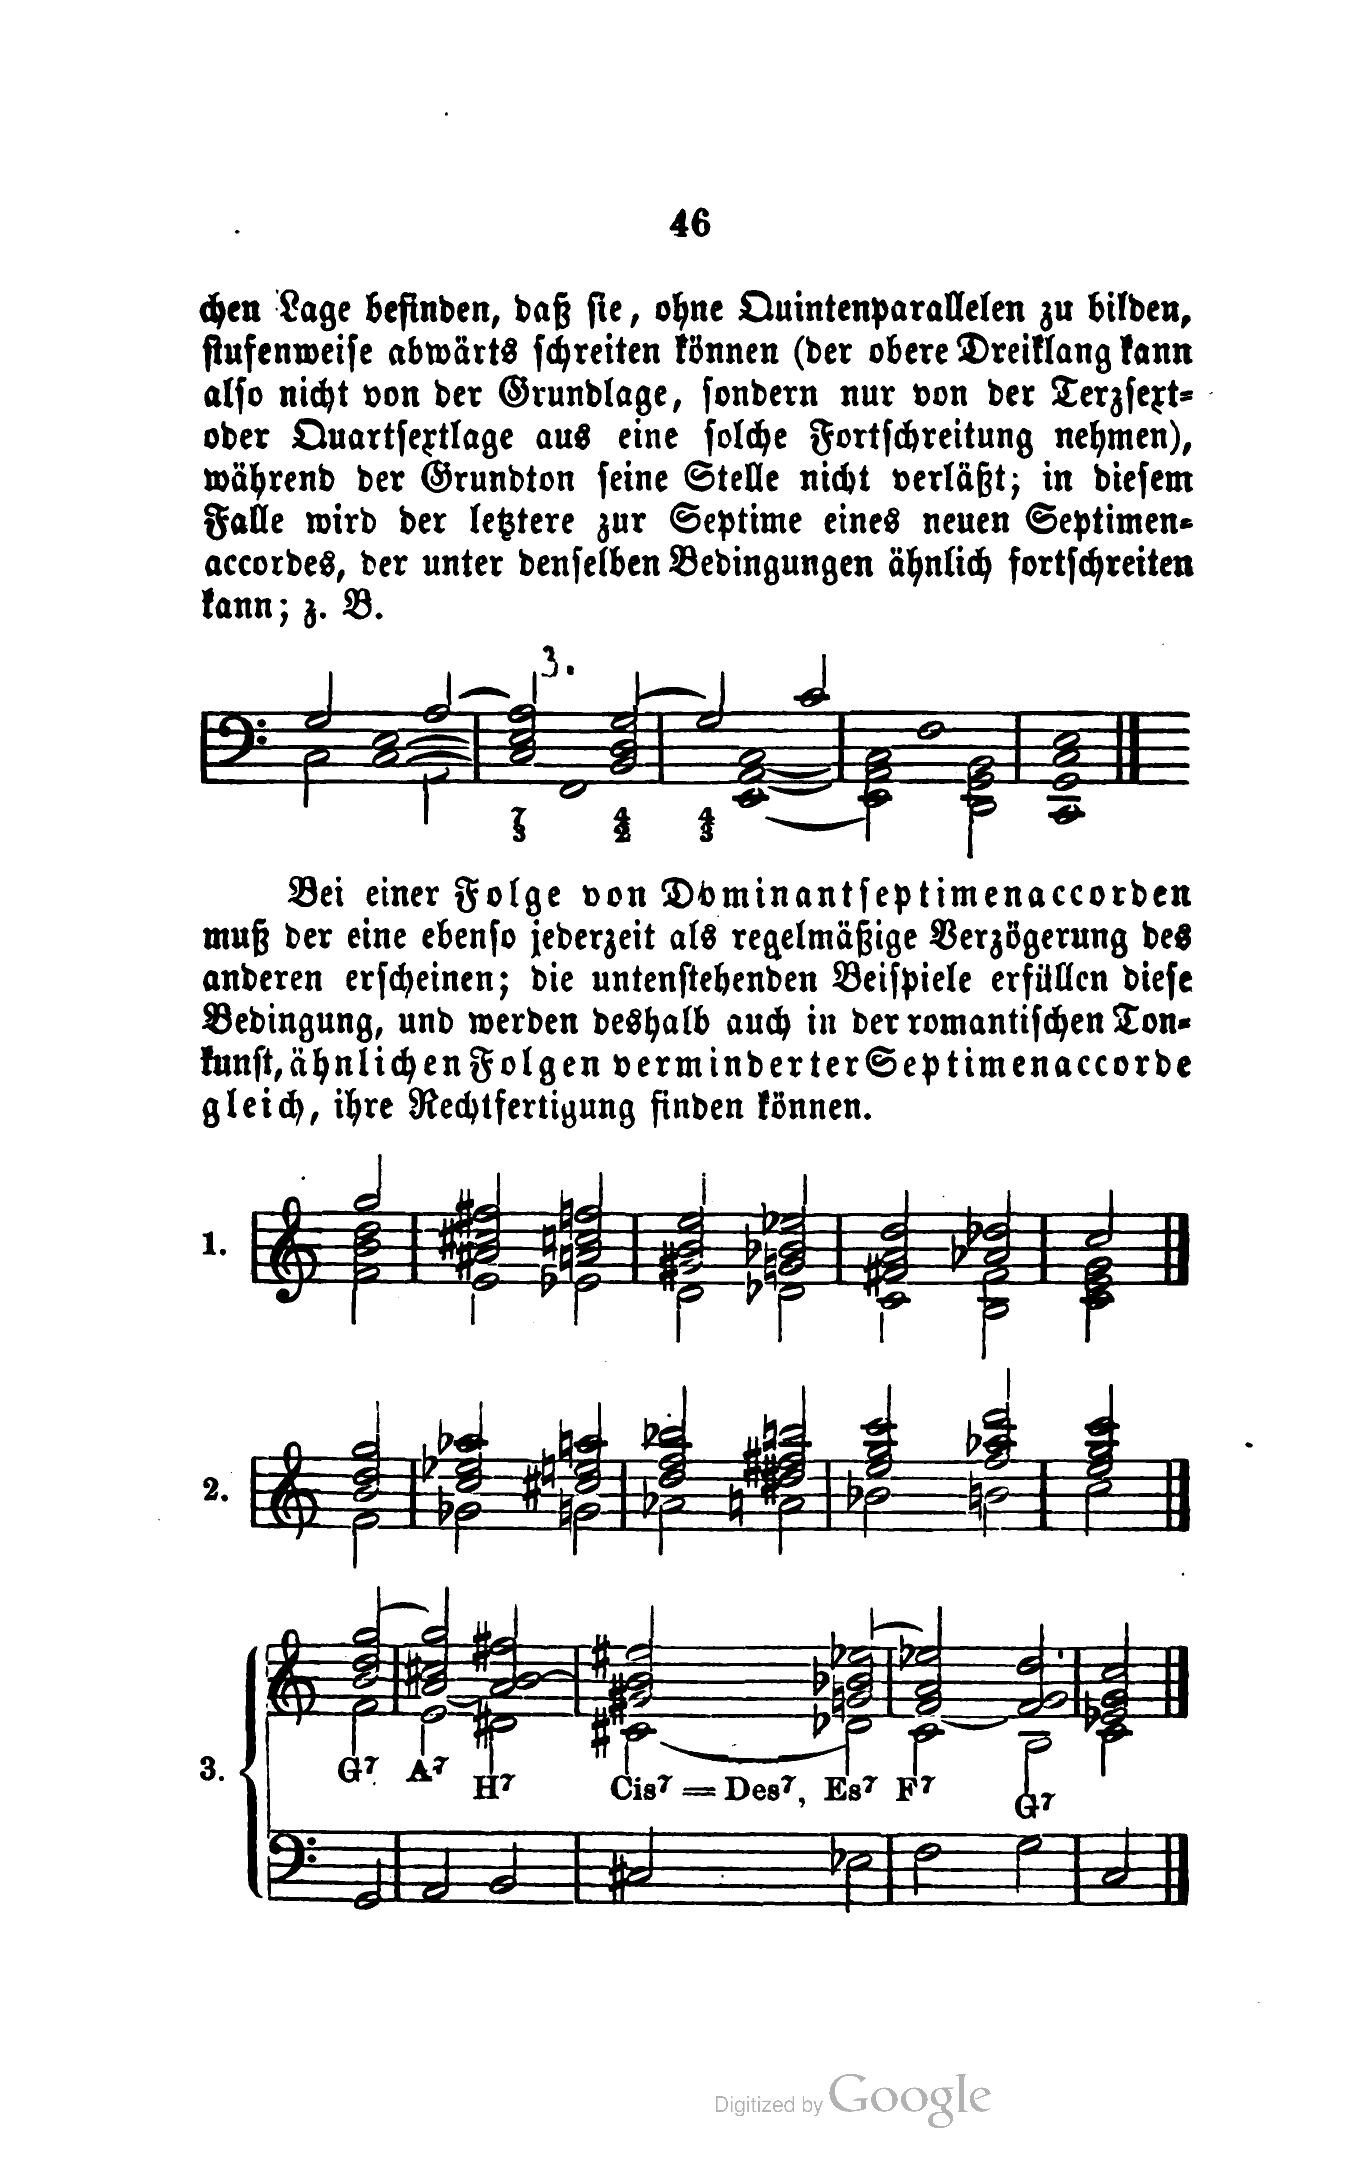 46
chen Lage befinden, daß sie, ohne Quintenparallelen zu bilden,
stufenweise abwärts schreiten können (der obere Dreiklang kann
also nicht von der Grundlage, sondern nur von der Terzsext-
oder Quartsextlage aus eine solche Fortschreitung nehmen),
während der Grundton seine Stelle nicht verläßt; in diesem
Falle wird der letztere zur Septime eines neuen Septimen-
accordes, der unter denselben Bedingungen ähnlich fortschreiten
kann; z. B.
3.
7 4 4
3 2 3
Bei einer Folge von Dominantseptimenaccorden
muß der eine ebenso jederzeit als regelmäßige Verzögerung des
anderen erscheinen; die untenstehenden Beispiele erfüllen diese
Bedingung, und werden deshalb auch in der romantischen Ton-
kunst, ähnlichen Folgen verminderter Septimenaccorde
gleich, ihre Rechtfertigung finden können.
1.
2.
3.
G⁷ A⁷ H⁷ Cis⁷ = Des⁷, Es⁷ F⁷ G⁷
Digitized by Google